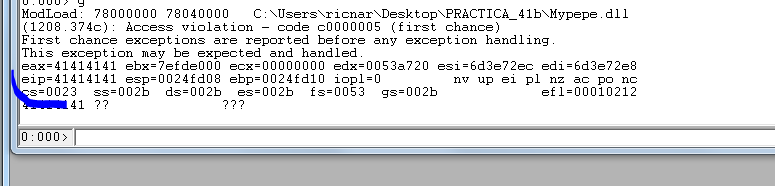 0:000> g
ModLoad: 78000000 78040000   C:\Users\ricnar\Desktop\PRACTICA_41b\Mypepe.dll
(1208.374c): Access violation - code c0000005 (first chance)
First chance exceptions are reported before any exception handling.
This exception may be expected and handled.
eax=41414141 ebx=7efde000 ecx=00000000 edx=0053a720 esi=6d3e72ec edi=6d3e72e8
eip=41414141 esp=0024fd08 ebp=0024fd10 iopl=0         nv up ei pl nz ac po nc
cs=0023  ss=002b  ds=002b  es=002b  fs=0053  gs=002b             efl=00010212
41414141 ??              ???
0:000>